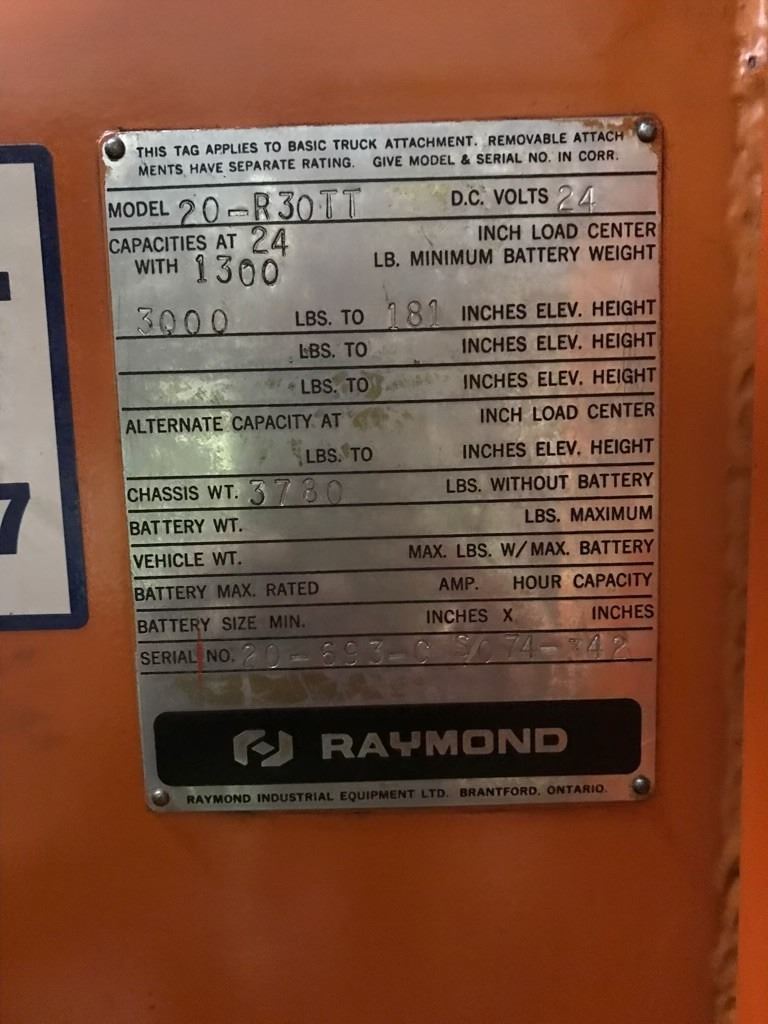 THIS TAG APPLIES TO BASIC TRUCK ATTACHMENT. REMOVABLE ATTACH
MENTS HAVE SEPARATE RATING. GIVE MODEL & SERIAL NO. IN CORR.
MODEL 20-R30TT D.C. VOLTS 24
CAPACITIES AT 24 INCH LOAD CENTER
WITH 1300 LB. MINIMUM BATTERY WEIGHT
3000 LBS. TO 181 INCHES ELEV. HEIGHT
LBS. TO INCHES ELEV. HEIGHT
LBS. TO INCHES ELEV. HEIGHT
ALTERNATE CAPACITY AT INCH LOAD CENTER
LBS. TO INCHES ELEV. HEIGHT
CHASSIS WT. 3780 LBS. WITHOUT BATTERY
BATTERY WT. LBS. MAXIMUM
VEHICLE WT. MAX. LBS. W/MAX. BATTERY
BATTERY MAX. RATED AMP. HOUR CAPACITY
BATTERY SIZE MIN. INCHES X INCHES
SERIAL NO. 20-693-C S/O 74-342
RAYMOND
RAYMOND INDUSTRIAL EQUIPMENT LTD. BRANTFORD, ONTARIO.
7